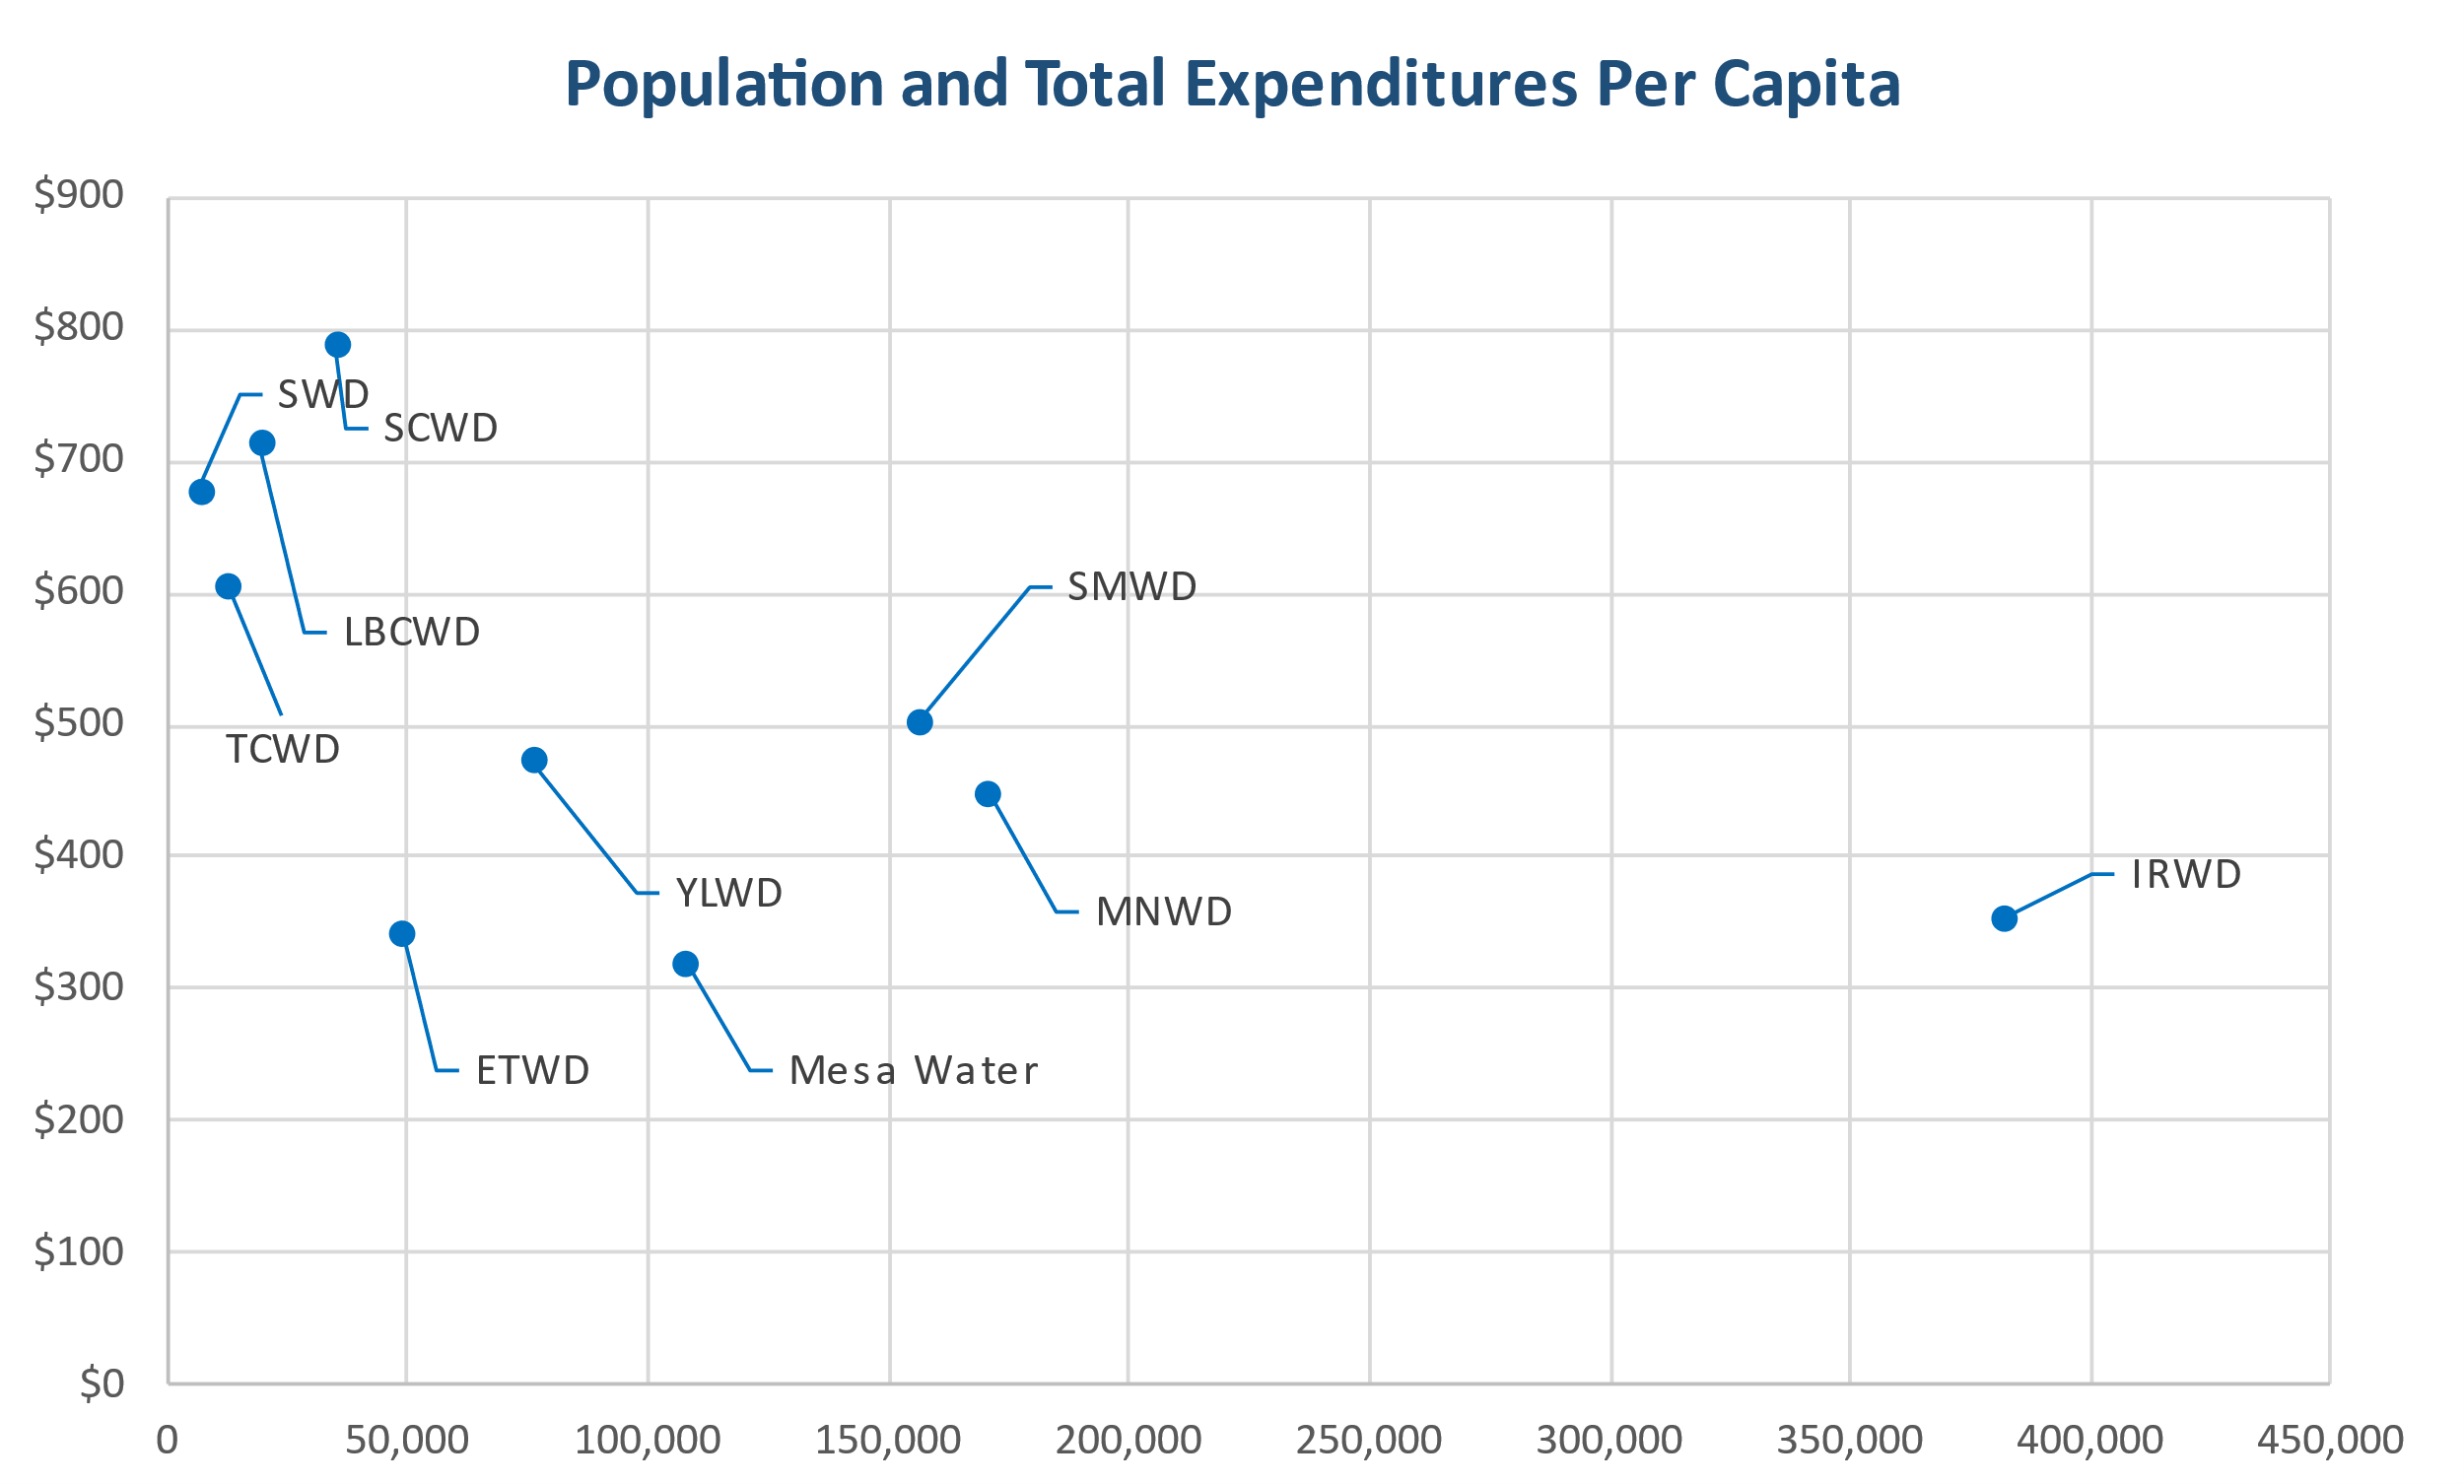 Population and Total Expenditures Per Capita
$900
$800
$700
$600
$500
$400
$300
$200
$100
$0
SWD
SCWD
LBCWD
TCWD
SMWD
YLWD
MNWD
IRWD
ETWD
Mesa Water
0 50,000 100,000 150,000 200,000 250,000 300,000 350,000 400,000 450,000